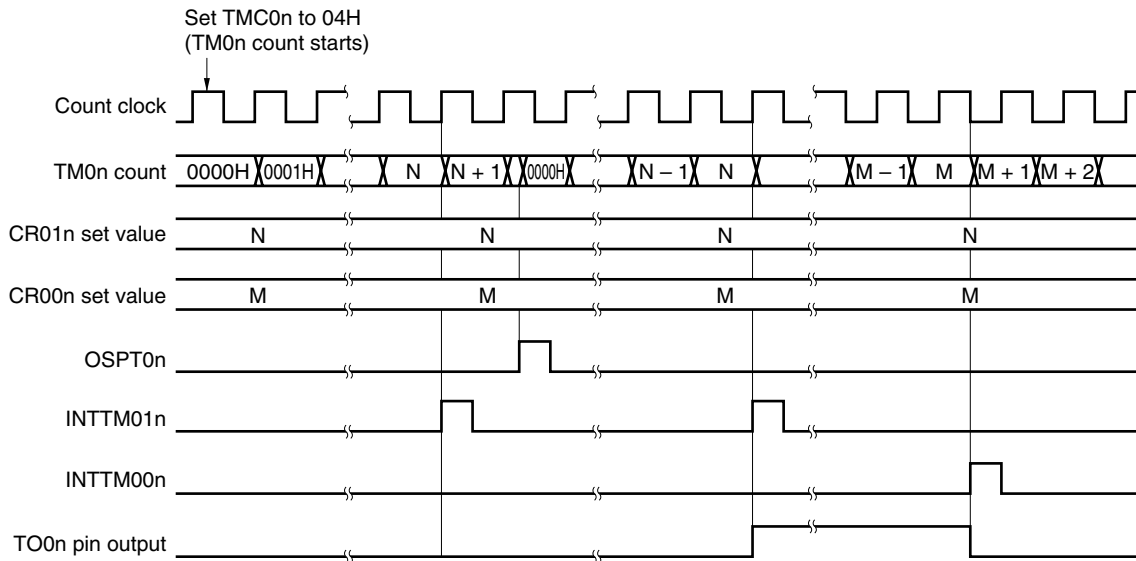 Set TMC0n to 04H
(TM0n count starts)
Count clock
TM0n count 0000H 0001H N N + 1 0000H N – 1 N M – 1 M M + 1 M + 2
CR01n set value N N N N
CR00n set value M M M M
OSPT0n
INTTM01n
INTTM00n
TO0n pin output